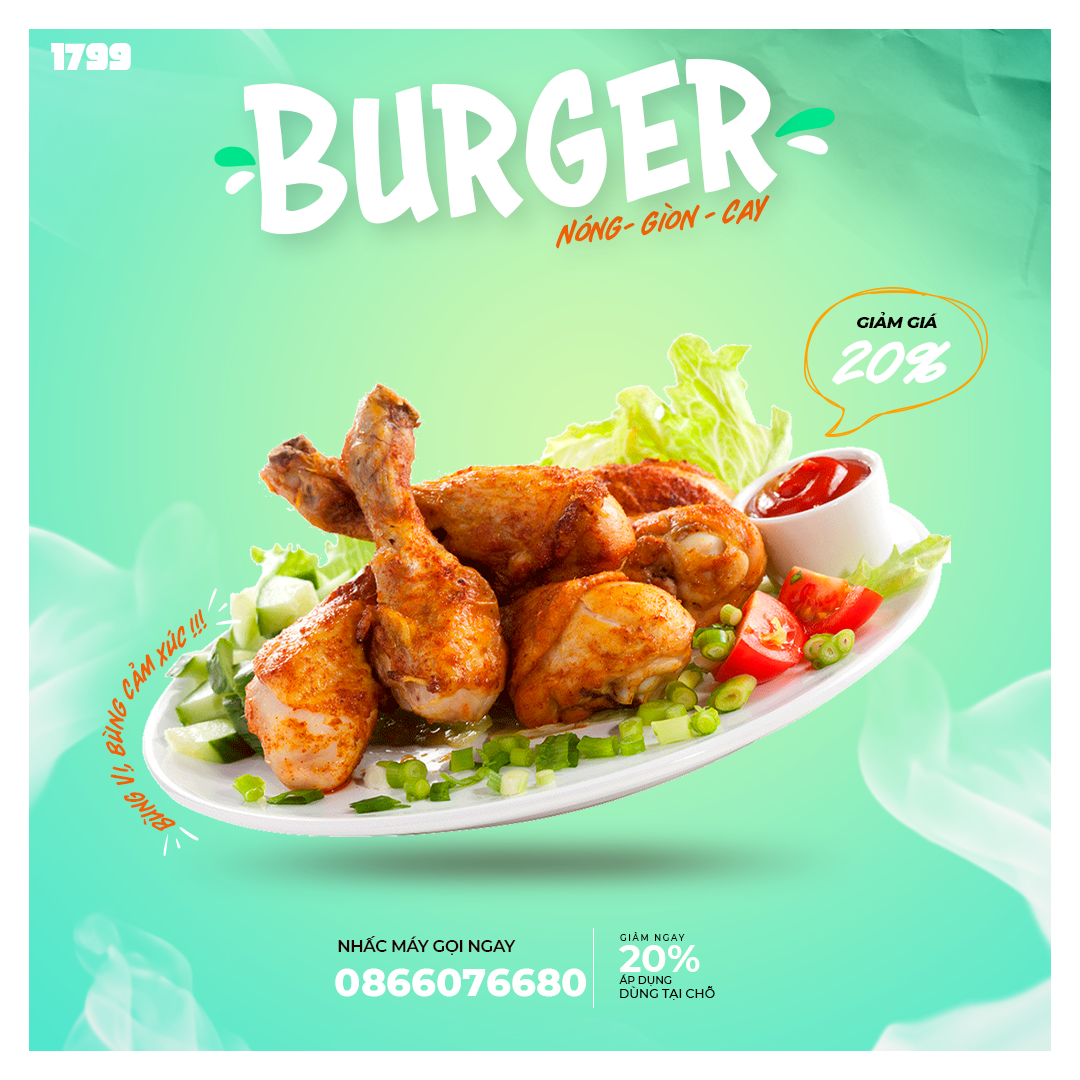 1799
BURGER
NÓNG- GIÒN - CAY
GIẢM GIÁ
20%
BÙNG VỊ, BÙNG CẢM XÚC !!!
NHẤC MÁY GỌI NGAY
0866076680
GIẢM NGAY
20%
ÁP DỤNG
DÙNG TẠI CHỖ